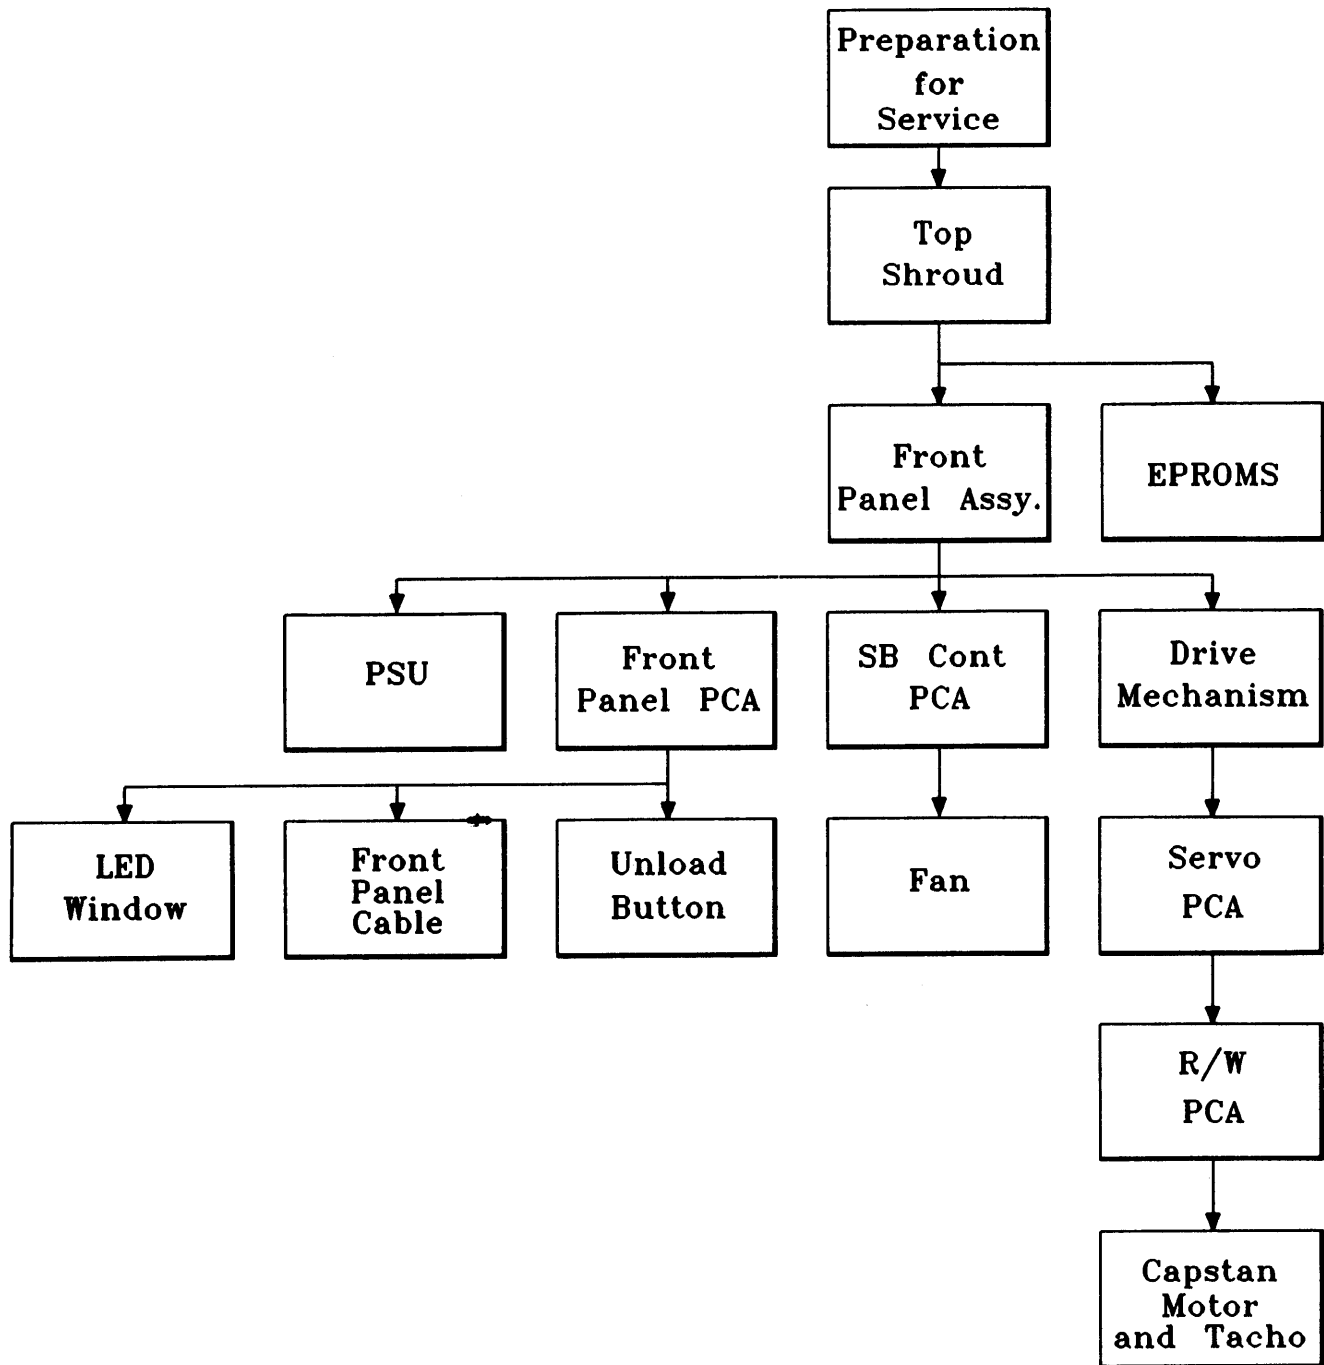 Preparation
for
Service
Top
Shroud
Front
Panel Assy.
EPROMS
PSU
Front
Panel PCA
SB Cont
PCA
Drive
Mechanism
LED
Window
Front
Panel
Cable
Unload
Button
Fan
Servo
PCA
R/W
PCA
Capstan
Motor
and Tacho